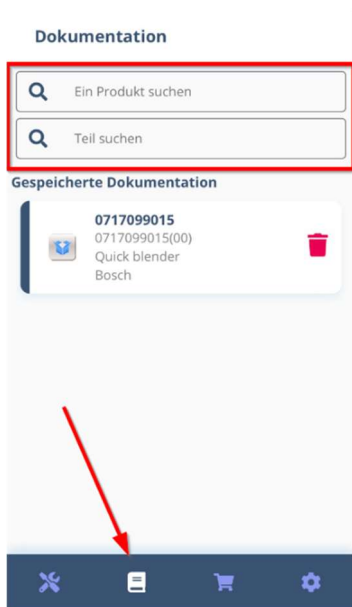 Dokumentation
Ein Produkt suchen
Teil suchen
Gespeicherte Dokumentation
0717099015
0717099015(00)
Quick blender
Bosch